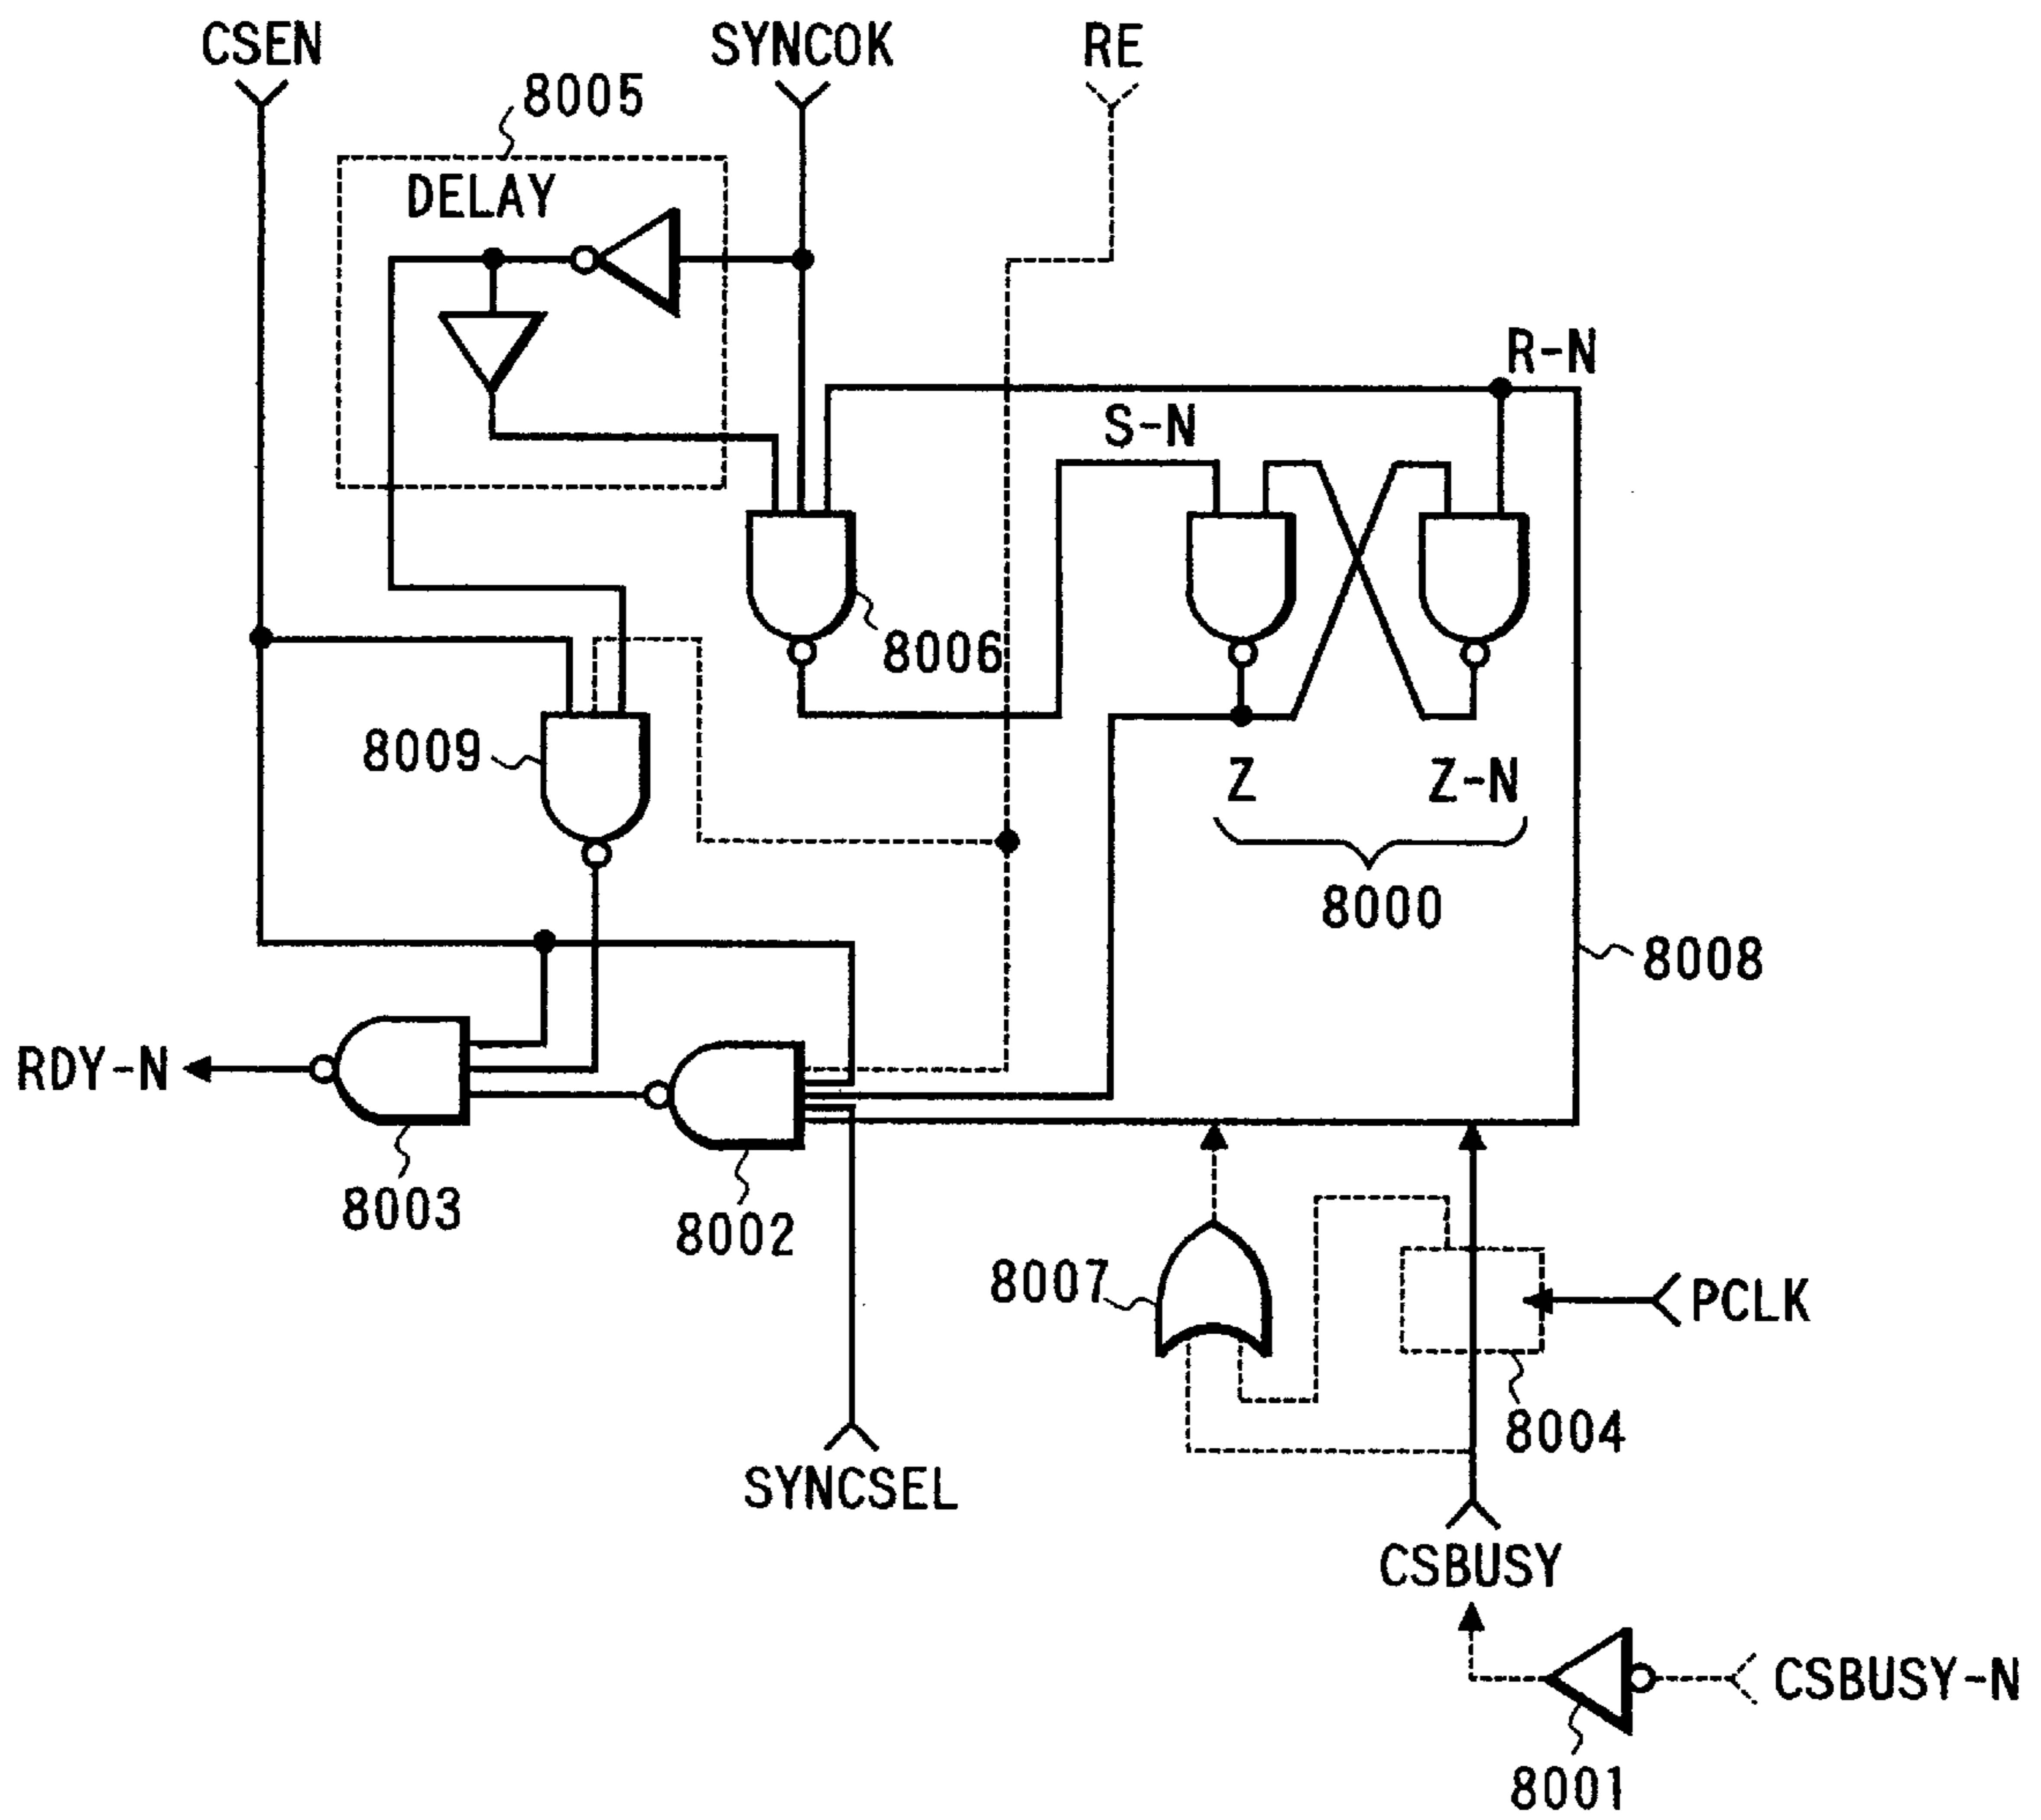 CSEN
SYNCOK
RE
8005
DELAY
R-N
S-N
8006
8009
Z
Z-N
8000
8008
RDY-N
8003
8002
8007
PCLK
8004
SYNCSEL
CSBUSY
CSBUSY-N
8001